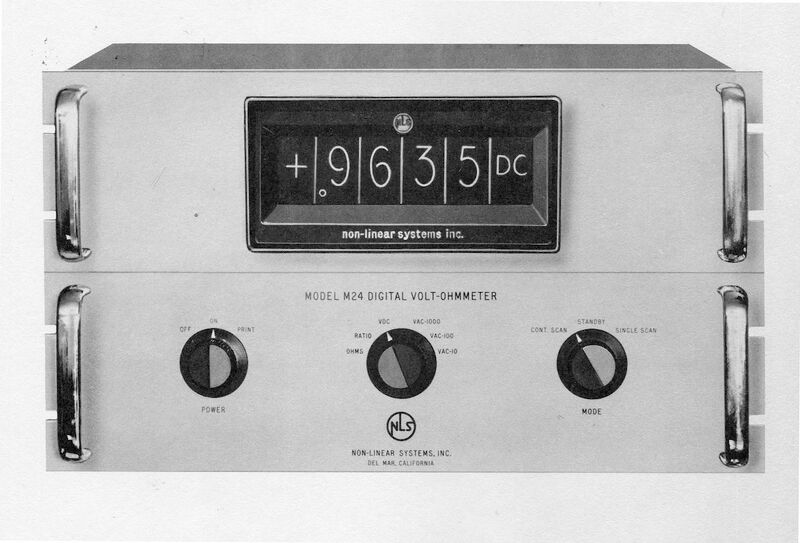 NLS
+ .9635 DC
non-linear systems inc.
MODEL M24 DIGITAL VOLT-OHMMETER
OFF ON PRINT
POWER
OHMS RATIO VDC VAC-1000 VAC-100 VAC-10
CONT. SCAN STANDBY SINGLE SCAN
MODE
NLS
NON-LINEAR SYSTEMS, INC.
DEL MAR, CALIFORNIA